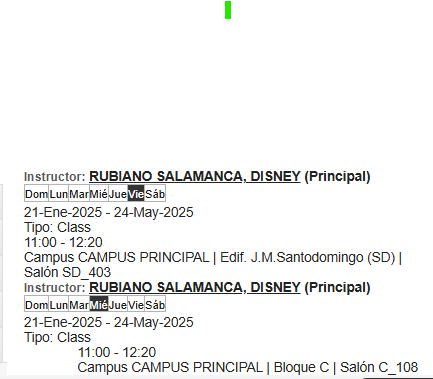 Instructor: RUBIANO SALAMANCA, DISNEY (Principal)
Dom Lun Mar Mié Jue Vie Sáb
21-Ene-2025 - 24-May-2025
Tipo: Class
11:00 - 12:20
Campus CAMPUS PRINCIPAL | Edif. J.M.Santodomingo (SD) |
Salón SD_403
Instructor: RUBIANO SALAMANCA, DISNEY (Principal)
Dom Lun Mar Mié Jue Vie Sáb
21-Ene-2025 - 24-May-2025
Tipo: Class
11:00 - 12:20
Campus CAMPUS PRINCIPAL | Bloque C | Salón C_108